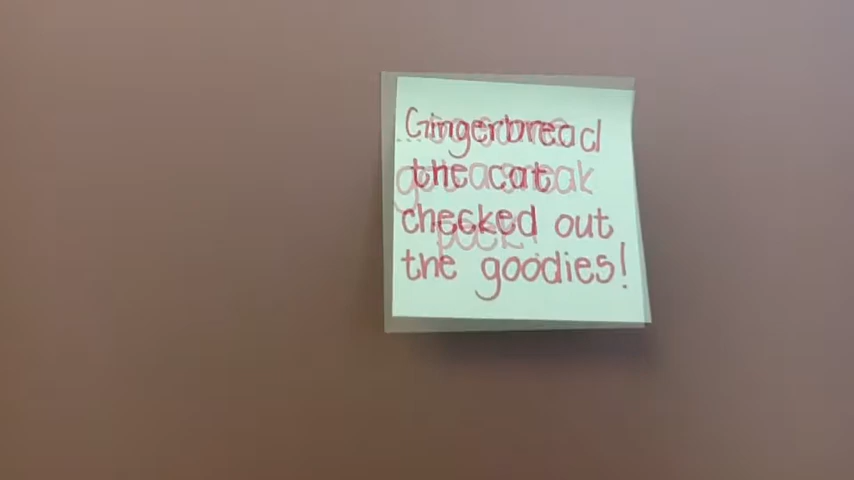 Gingerbread
the cat
checked out
the goodies!